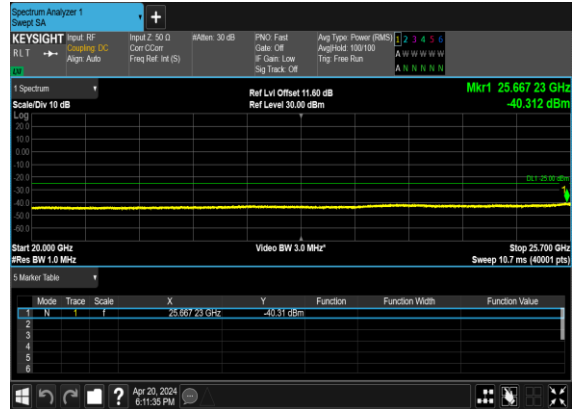 Spectrum Analyzer 1
Swept SA
+
KEYSIGHT Input: RF Input Z: 50 Ω #Atten: 30 dB PNO: Fast Avg Type: Power (RMS) 1 2 3 4 5 6
RLT Coupling: DC Corr CCorr Gate: Off Avg|Hold: 100/100 A W W W W W
Align: Auto Freq Ref: Int (S) IF Gain: Low Trig: Free Run
Sig Track: Off A N N N N N
1 Spectrum
Ref Lvl Offset 11.60 dB Mkr1 25.667 23 GHz
Scale/Div 10 dB Ref Level 30.00 dBm -40.312 dBm
Log
20.0
10.0
0.00
-10.0
-20.0
DL1 -25.00 dBm
-30.0
1
-40.0
-50.0
-60.0
Start 20.000 GHz Video BW 3.0 MHz* Stop 25.700 GHz
#Res BW 1.0 MHz Sweep 10.7 ms (40001 pts)
5 Marker Table
Mode Trace Scale X Y Function Function Width Function Value
1 N 1 f 25.667 23 GHz -40.31 dBm
2
3
4
5
6
? Apr 20, 2024
6:11:35 PM